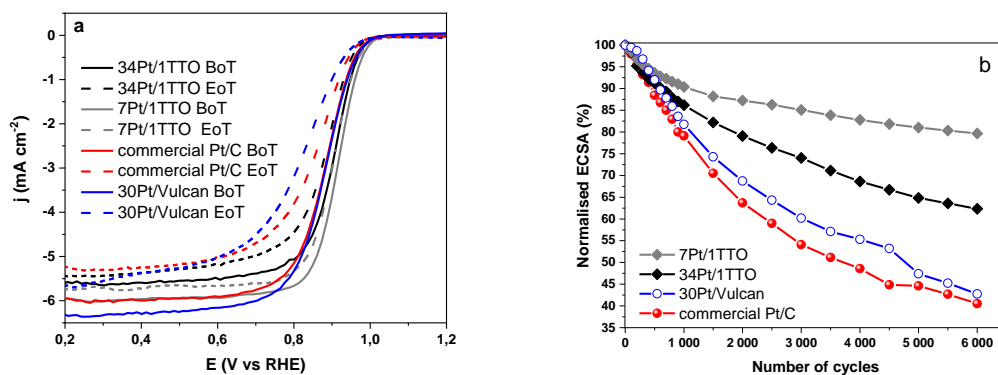 a
j (mA cm-2)
0
-1
-2
-3
-4
-5
-6
34Pt/1TTO BoT
34Pt/1TTO EoT
7Pt/1TTO BoT
7Pt/1TTO EoT
commercial Pt/C BoT
commercial Pt/C EoT
30Pt/Vulcan BoT
30Pt/Vulcan EoT
0,2 0,4 0,6 0,8 1,0 1,2
E (V vs RHE)
b
Normalised ECSA (%)
100
95
90
85
80
75
70
65
60
55
50
45
40
35
7Pt/1TTO
34Pt/1TTO
30Pt/Vulcan
commercial Pt/C
0 1 000 2 000 3 000 4 000 5 000 6 000
Number of cycles